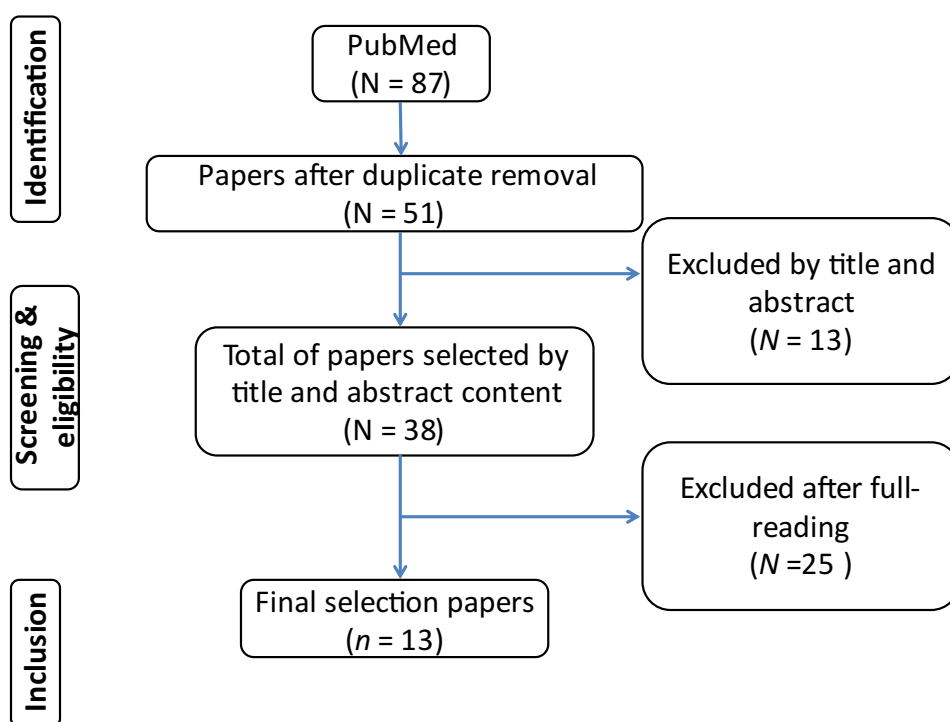 Identification
PubMed
(N = 87)
Papers after duplicate removal
(N = 51)
Screening &
eligibility
Excluded by title and
abstract
(N = 13)
Total of papers selected by
title and abstract content
(N = 38)
Excluded after full-
reading
(N =25 )
Inclusion
Final selection papers
(n = 13)